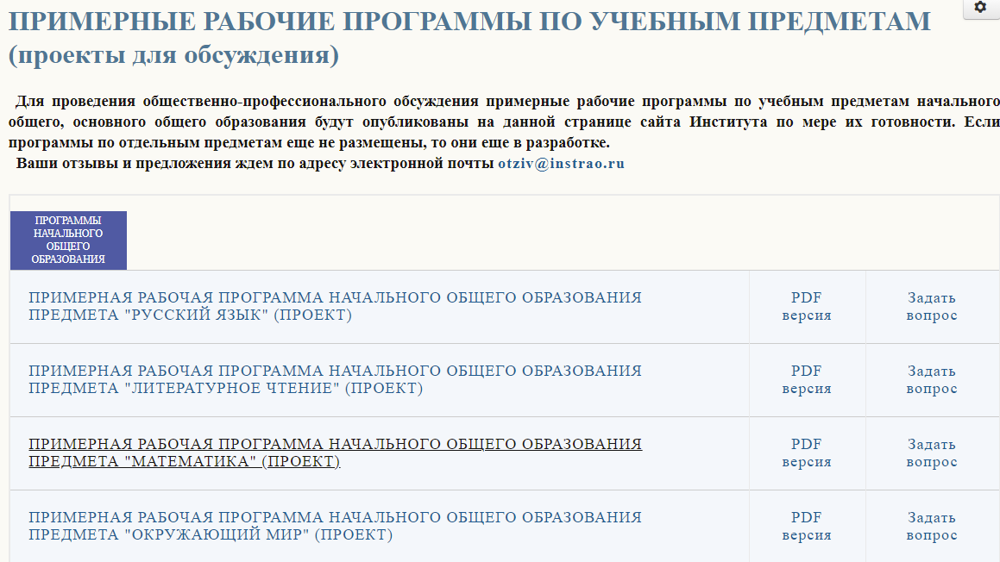 ПРИМЕРНЫЕ РАБОЧИЕ ПРОГРАММЫ ПО УЧЕБНЫМ ПРЕДМЕТАМ
(проекты для обсуждения)
Для проведения общественно-профессионального обсуждения примерные рабочие программы по учебным предметам начального
общего, основного общего образования будут опубликованы на данной странице сайта Института по мере их готовности. Если
программы по отдельным предметам еще не размещены, то они еще в разработке.
Ваши отзывы и предложения ждем по адресу электронной почты otziv@instrao.ru
ПРОГРАММЫ
НАЧАЛЬНОГО
ОБЩЕГО
ОБРАЗОВАНИЯ
ПРИМЕРНАЯ РАБОЧАЯ ПРОГРАММА НАЧАЛЬНОГО ОБЩЕГО ОБРАЗОВАНИЯ
ПРЕДМЕТА "РУССКИЙ ЯЗЫК" (ПРОЕКТ)
PDF
версия
Задать
вопрос
ПРИМЕРНАЯ РАБОЧАЯ ПРОГРАММА НАЧАЛЬНОГО ОБЩЕГО ОБРАЗОВАНИЯ
ПРЕДМЕТА "ЛИТЕРАТУРНОЕ ЧТЕНИЕ" (ПРОЕКТ)
PDF
версия
Задать
вопрос
ПРИМЕРНАЯ РАБОЧАЯ ПРОГРАММА НАЧАЛЬНОГО ОБЩЕГО ОБРАЗОВАНИЯ
ПРЕДМЕТА "МАТЕМАТИКА" (ПРОЕКТ)
PDF
версия
Задать
вопрос
ПРИМЕРНАЯ РАБОЧАЯ ПРОГРАММА НАЧАЛЬНОГО ОБЩЕГО ОБРАЗОВАНИЯ
ПРЕДМЕТА "ОКРУЖАЮЩИЙ МИР" (ПРОЕКТ)
PDF
версия
Задать
вопрос